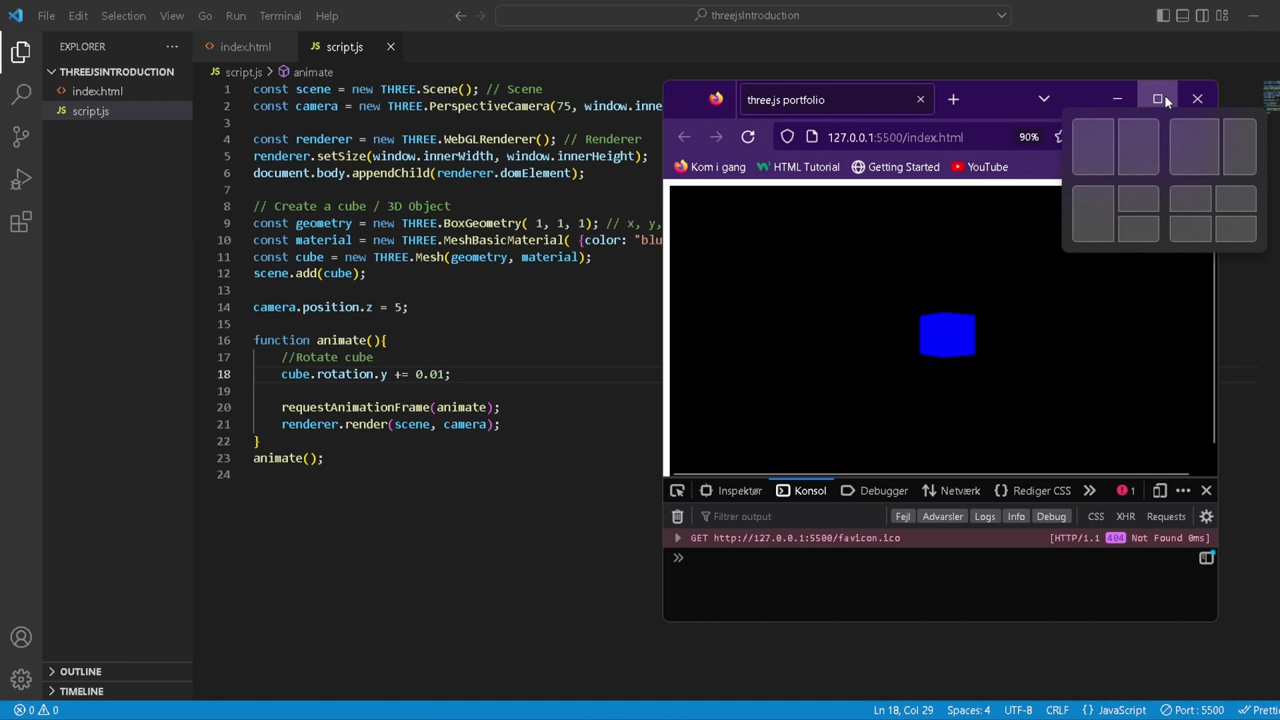 File Edit Selection View Go Run Terminal Help
threejsIntroduction
EXPLORER
THREEJSINTRODUCTION
index.html
script.js
OUTLINE
TIMELINE
index.html
script.js
script.js > animate
1 const scene = new THREE.Scene(); // Scene
2 const camera = new THREE.PerspectiveCamera(75, window.inne
3
4 const renderer = new THREE.WebGLRenderer(); // Renderer
5 renderer.setSize(window.innerWidth, window.innerHeight);
6 document.body.appendChild(renderer.domElement);
7
8 // Create a cube / 3D Object
9 const geometry = new THREE.BoxGeometry( 1, 1, 1); // x, y,
10 const material = new THREE.MeshBasicMaterial( {color: "blu
11 const cube = new THREE.Mesh(geometry, material);
12 scene.add(cube);
13
14 camera.position.z = 5;
15
16 function animate(){
17 //Rotate cube
18 cube.rotation.y += 0.01;
19
20 requestAnimationFrame(animate);
21 renderer.render(scene, camera);
22 }
23 animate();
24
three.js portfolio
127.0.0.1:5500/index.html 90%
Kom i gang HTML Tutorial Getting Started YouTube
Inspektør Konsol Debugger Netværk Rediger CSS 1
Filtrer output Fejl Advarsler Logs Info Debug CSS XHR Requests
GET http://127.0.0.1:5500/favicon.ico [HTTP/1.1 404 Not Found 0ms]
0 0 Ln 18, Col 29 Spaces: 4 UTF-8 CRLF {} JavaScript Port : 5500 Pretti